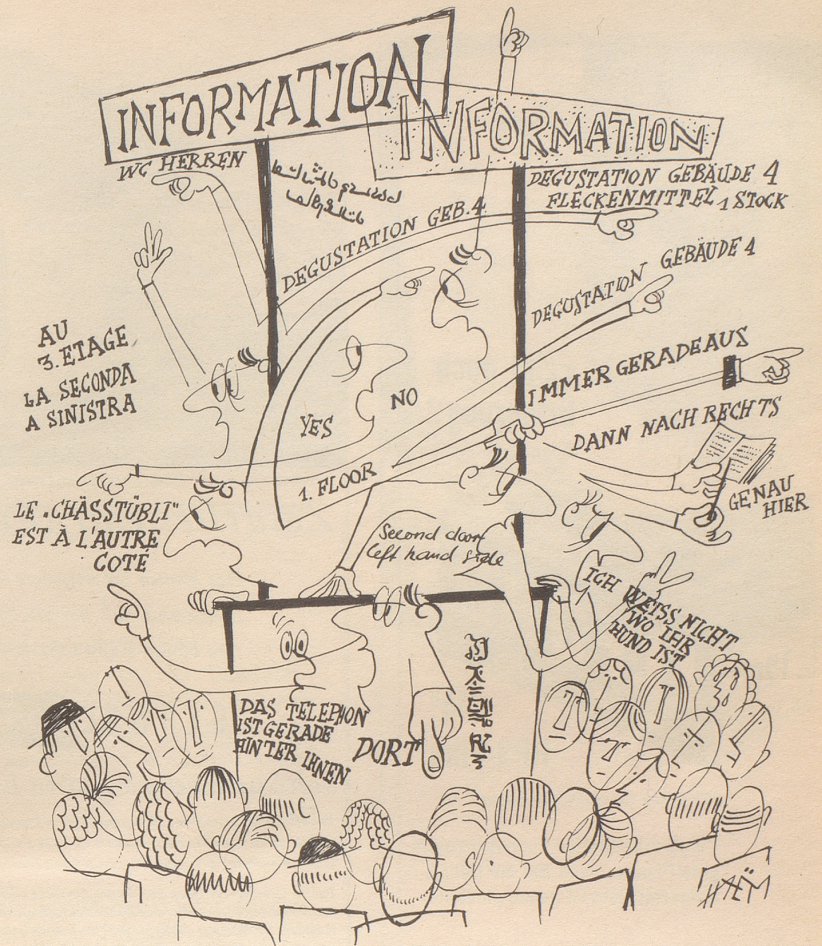 INFORMATION
INFORMATION
WC HERREN
DEGUSTATION GEBÄUDE 4
FLECKENMITTEL 1 STOCK
DEGUSTATION GEB. 4
DEGUSTATION GEBÄUDE 4
AU
3. ETAGE
LA SECONDA
A SINISTRA
YES
NO
IMMER GERADEAUS
DANN NACH RECHTS
1. FLOOR
GENAU
HIER
LE „CHÄSSTÜBLI"
EST À L'AUTRE
COTÉ
Second door
left hand side
ICH WEISS NICHT
WO IHR
HUND IST
DAS TELEPHON
IST GERADE
HINTER IHNEN
DORT
HAËM